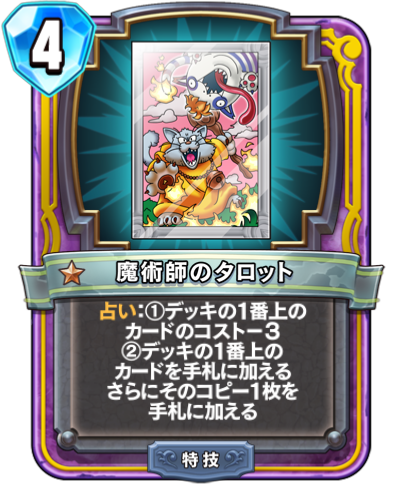 4
魔術師のタロット
占い:①デッキの1番上の
カードのコストー3
②デッキの1番上の
カードを手札に加える
さらにそのコピー1枚を
手札に加える
特技